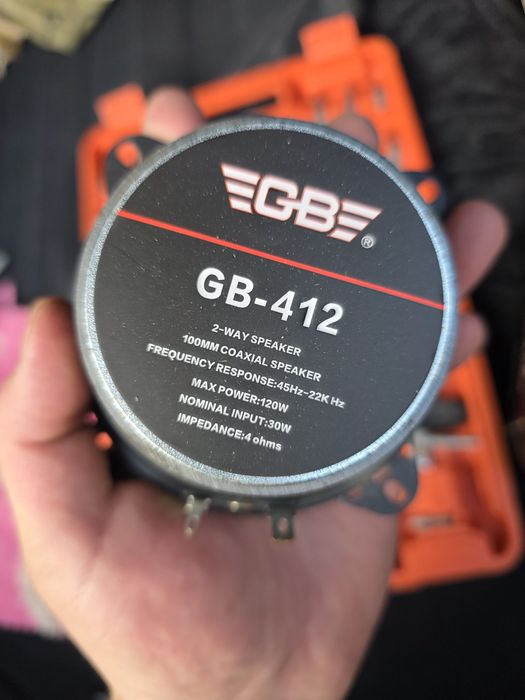 GB
®
GB-412
2-WAY SPEAKER
100MM COAXIAL SPEAKER
FREQUENCY RESPONSE:45Hz-22K Hz
MAX POWER:120W
NOMINAL INPUT:30W
IMPEDANCE:4 ohms